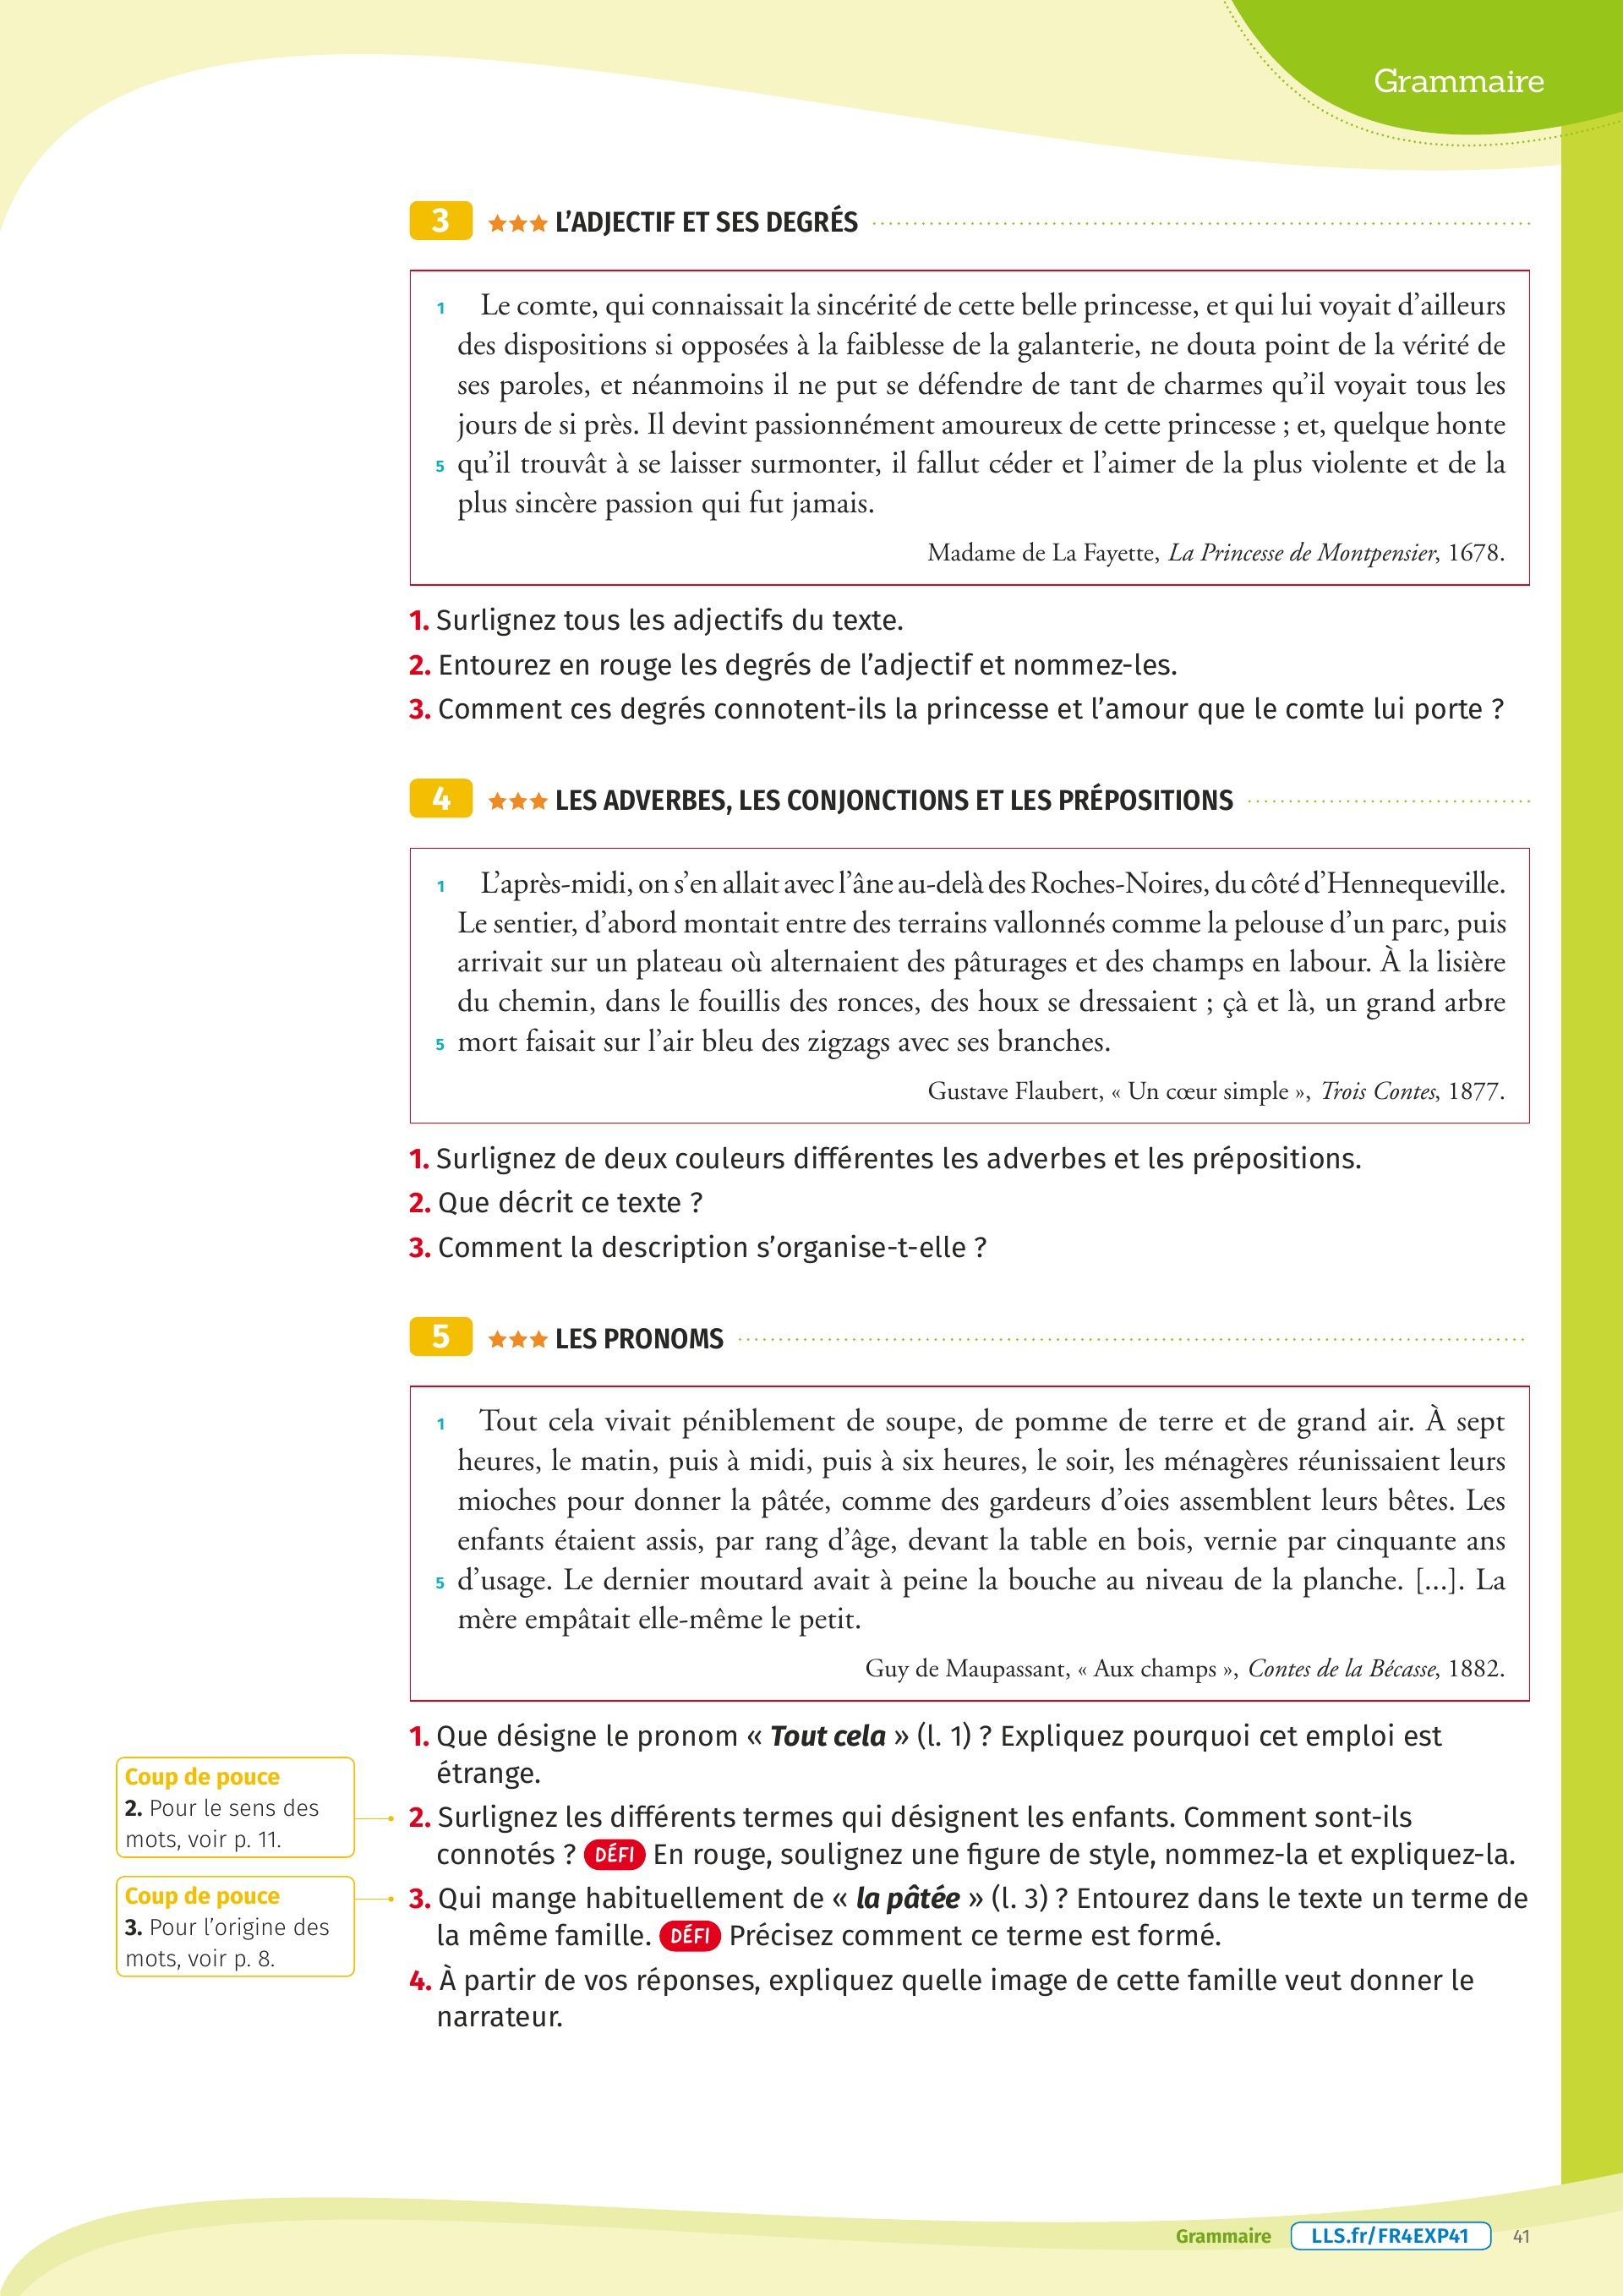 Grammaire
3 ★★★ L’ADJECTIF ET SES DEGRÉS
1 Le comte, qui connaissait la sincérité de cette belle princesse, et qui lui voyait d’ailleurs
des dispositions si opposées à la faiblesse de la galanterie, ne douta point de la vérité de
ses paroles, et néanmoins il ne put se défendre de tant de charmes qu’il voyait tous les
jours de si près. Il devint passionnément amoureux de cette princesse ; et, quelque honte
5 qu’il trouvât à se laisser surmonter, il fallut céder et l’aimer de la plus violente et de la
plus sincère passion qui fut jamais.
Madame de La Fayette, La Princesse de Montpensier, 1678.
1. Surlignez tous les adjectifs du texte.
2. Entourez en rouge les degrés de l’adjectif et nommez-les.
3. Comment ces degrés connotent-ils la princesse et l’amour que le comte lui porte ?
4 ★★★ LES ADVERBES, LES CONJONCTIONS ET LES PRÉPOSITIONS
1 L’après-midi, on s’en allait avec l’âne au-delà des Roches-Noires, du côté d’Hennequeville.
Le sentier, d’abord montait entre des terrains vallonnés comme la pelouse d’un parc, puis
arrivait sur un plateau où alternaient des pâturages et des champs en labour. À la lisière
du chemin, dans le fouillis des ronces, des houx se dressaient ; çà et là, un grand arbre
5 mort faisait sur l’air bleu des zigzags avec ses branches.
Gustave Flaubert, « Un cœur simple », Trois Contes, 1877.
1. Surlignez de deux couleurs différentes les adverbes et les prépositions.
2. Que décrit ce texte ?
3. Comment la description s’organise-t-elle ?
5 ★★★ LES PRONOMS
1 Tout cela vivait péniblement de soupe, de pomme de terre et de grand air. À sept
heures, le matin, puis à midi, puis à six heures, le soir, les ménagères réunissaient leurs
mioches pour donner la pâtée, comme des gardeurs d’oies assemblent leurs bêtes. Les
enfants étaient assis, par rang d’âge, devant la table en bois, vernie par cinquante ans
5 d’usage. Le dernier moutard avait à peine la bouche au niveau de la planche. [...]. La
mère empâtait elle-même le petit.
Guy de Maupassant, « Aux champs », Contes de la Bécasse, 1882.
1. Que désigne le pronom « Tout cela » (l. 1) ? Expliquez pourquoi cet emploi est
étrange.
Coup de pouce
2. Pour le sens des
mots, voir p. 11.
2. Surlignez les différents termes qui désignent les enfants. Comment sont-ils
connotés ? DÉFI En rouge, soulignez une figure de style, nommez-la et expliquez-la.
Coup de pouce
3. Pour l’origine des
mots, voir p. 8.
3. Qui mange habituellement de « la pâtée » (l. 3) ? Entourez dans le texte un terme de
la même famille. DÉFI Précisez comment ce terme est formé.
4. À partir de vos réponses, expliquez quelle image de cette famille veut donner le
narrateur.
Grammaire LLS.fr/FR4EXP41 41